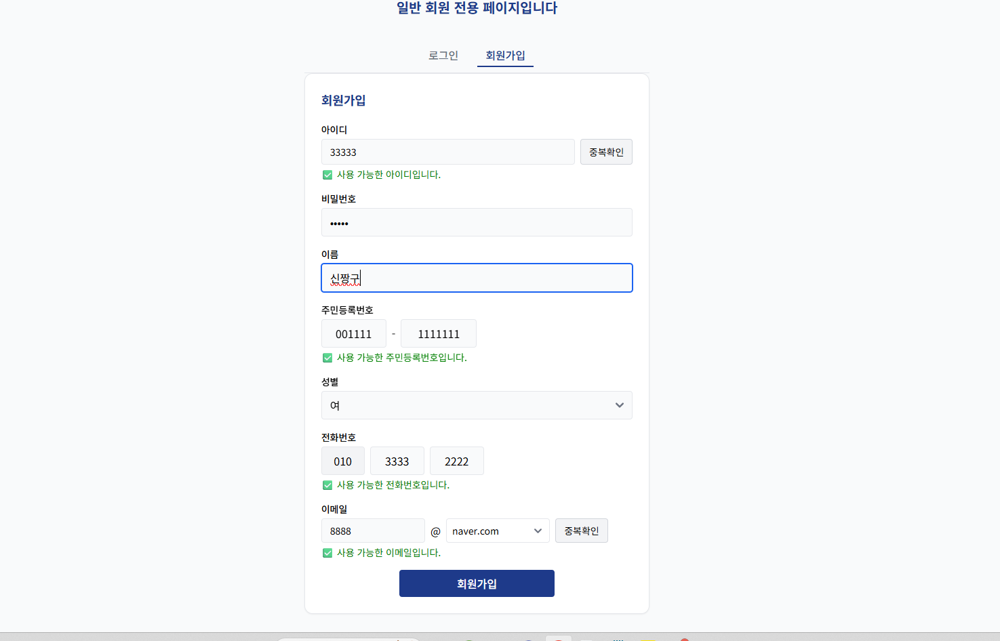 일반 회원 전용 페이지입니다
로그인 회원가입
회원가입
아이디
33333 중복확인
✅ 사용 가능한 아이디입니다.
비밀번호
•••••
이름
신짱구
주민등록번호
001111 - 1111111
✅ 사용 가능한 주민등록번호입니다.
성별
여
전화번호
010 3333 2222
✅ 사용 가능한 전화번호입니다.
이메일
8888 @ naver.com 중복확인
✅ 사용 가능한 이메일입니다.
회원가입